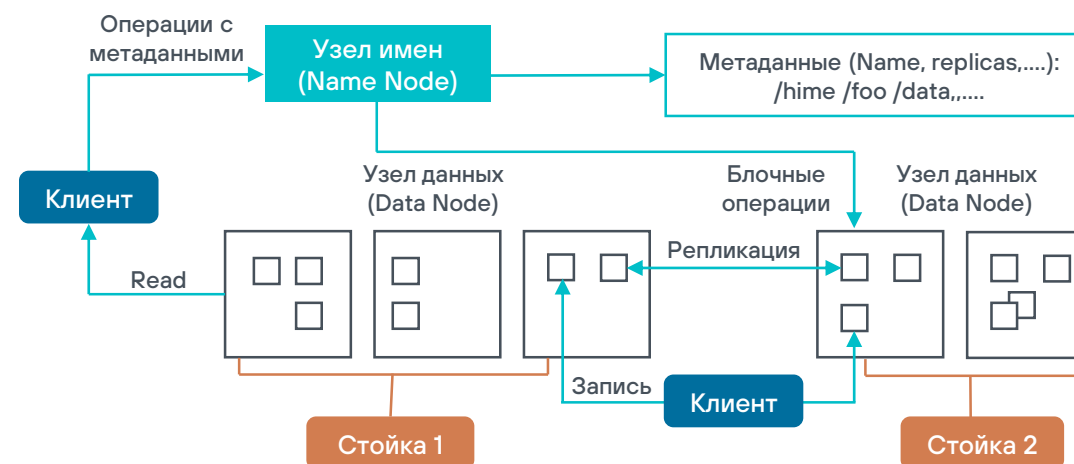 Операции с
метаданными
Узел имен
(Name Node)
Метаданные (Name, replicas,....):
/hime /foo /data,,....
Клиент
Узел данных
(Data Node)
Блочные
операции
Узел данных
(Data Node)
Read
Репликация
Запись
Клиент
Стойка 1
Стойка 2